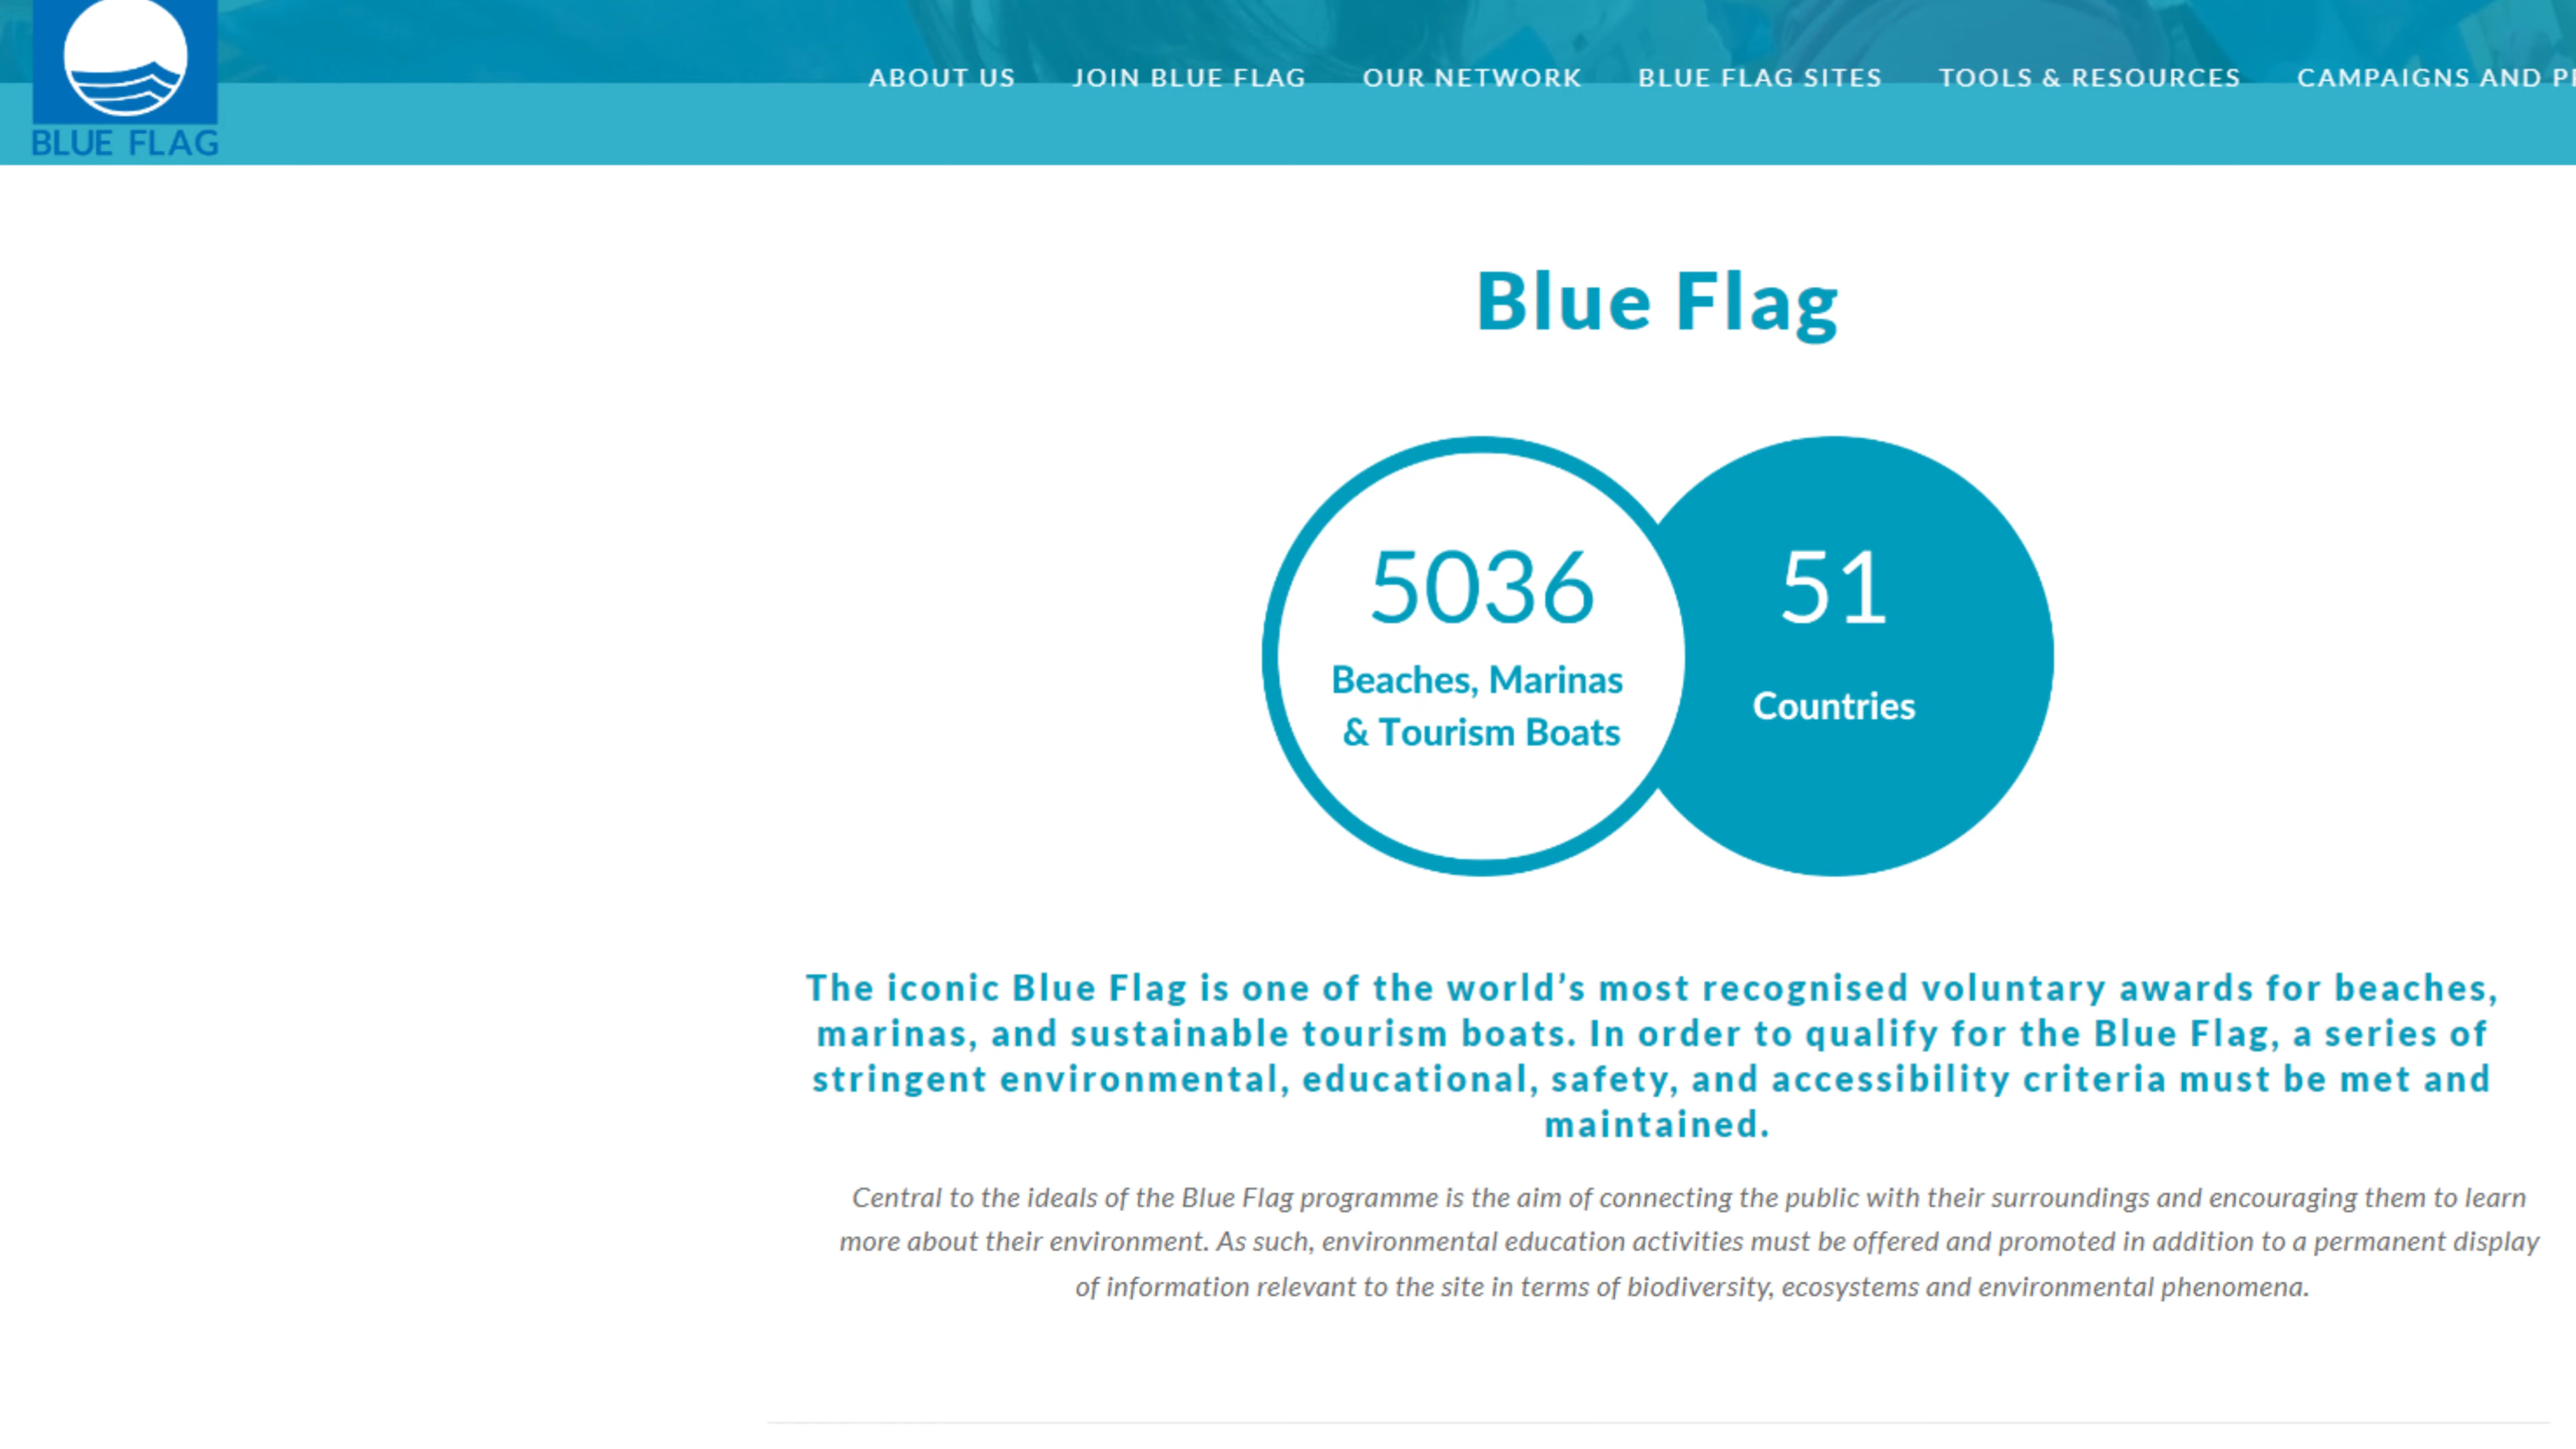 BLUE FLAG
ABOUT US JOIN BLUE FLAG OUR NETWORK BLUE FLAG SITES TOOLS & RESOURCES CAMPAIGNS AND
Blue Flag
5036
Beaches, Marinas
& Tourism Boats
51
Countries
The iconic Blue Flag is one of the world’s most recognised voluntary awards for beaches,
marinas, and sustainable tourism boats. In order to qualify for the Blue Flag, a series of
stringent environmental, educational, safety, and accessibility criteria must be met and
maintained.
Central to the ideals of the Blue Flag programme is the aim of connecting the public with their surroundings and encouraging them to learn
more about their environment. As such, environmental education activities must be offered and promoted in addition to a permanent display
of information relevant to the site in terms of biodiversity, ecosystems and environmental phenomena.